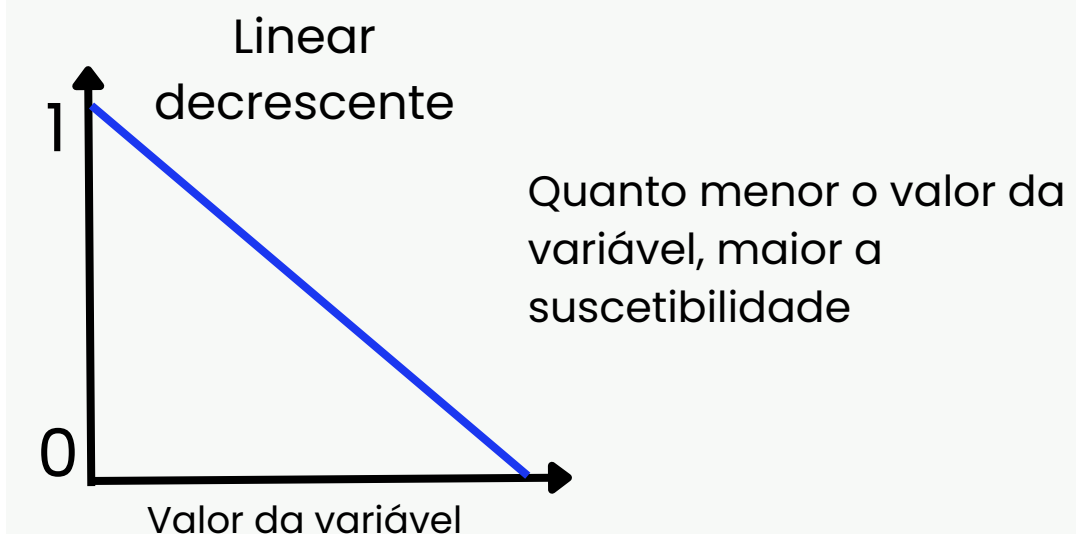 Linear
decrescente
1
Quanto menor o valor da
variável, maior a
suscetibilidade
0
Valor da variável